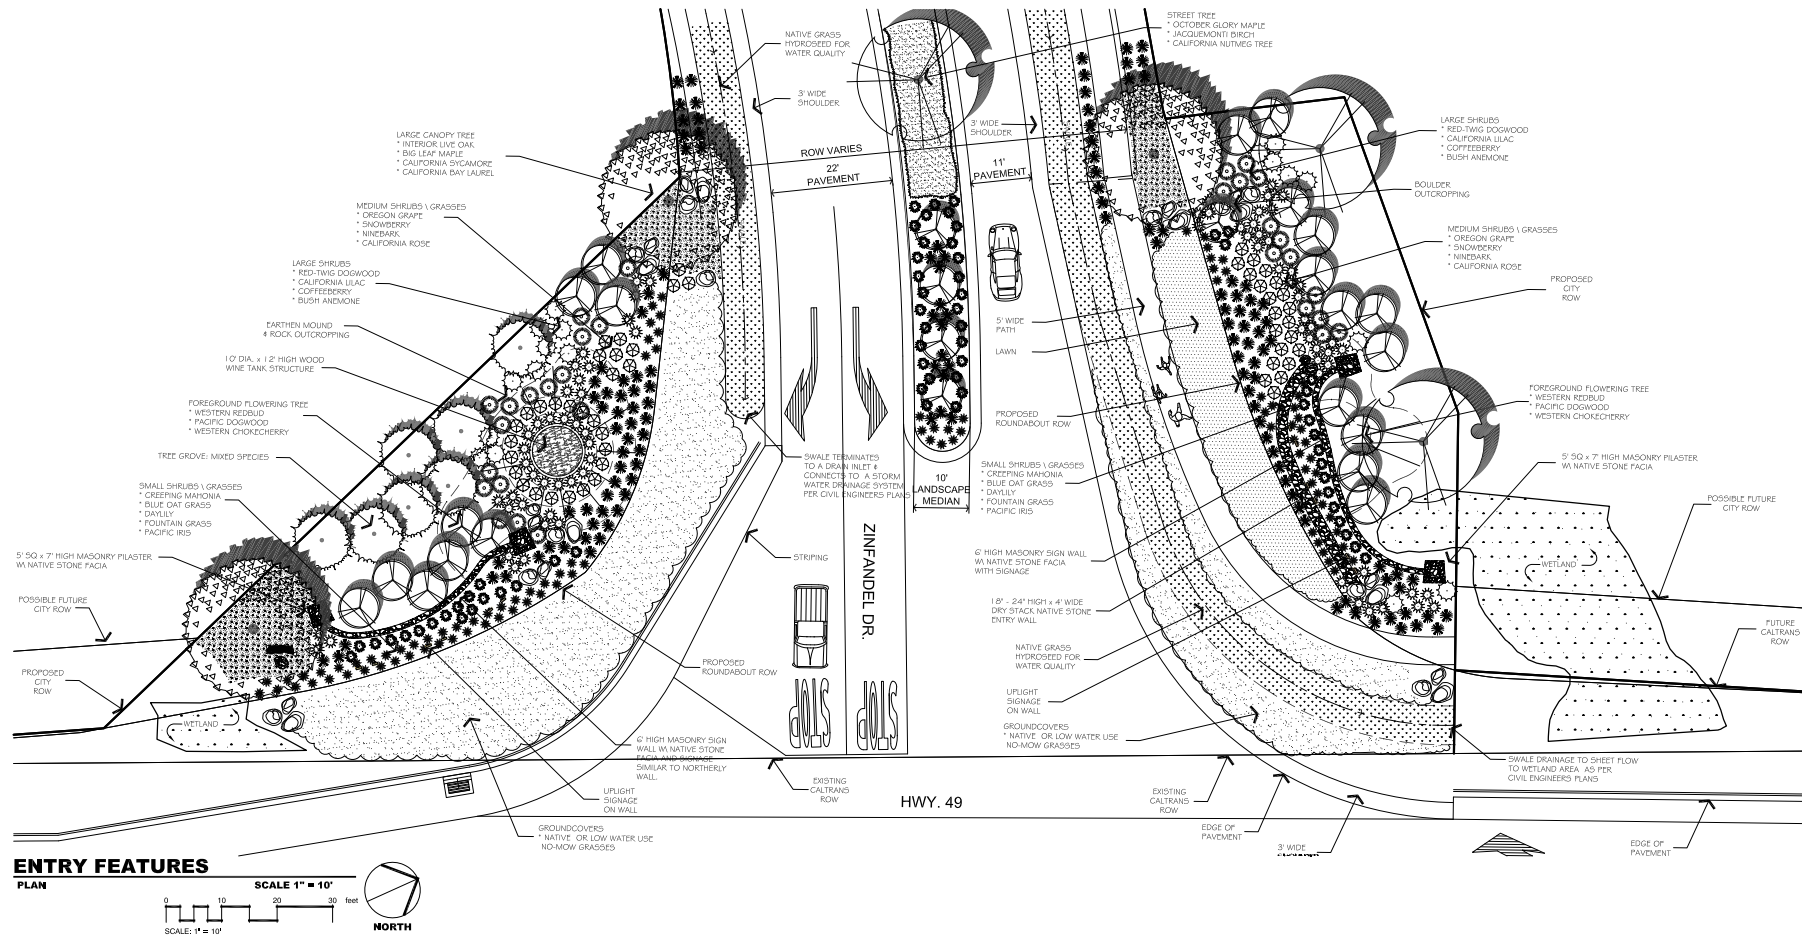 STREET TREE
* OCTOBER GLORY MAPLE
* JACQUEMONTI BIRCH
* CALIFORNIA NUTMEG TREE
NATIVE GRASS
HYDROSEED FOR
WATER QUALITY
3' WIDE
SHOULDER
3' WIDE
SHOULDER
LARGE CANOPY TREE
* INTERIOR LIVE OAK
* BIG LEAF MAPLE
* CALIFORNIA SYCAMORE
* CALIFORNIA BAY LAUREL
ROW VARIES
22'
PAVEMENT
11'
PAVEMENT
LARGE SHRUBS
* RED-TWIG DOGWOOD
* CALIFORNIA LILAC
* COFFEEBERRY
* BUSH ANEMONE
BOULDER
OUTCROPPING
MEDIUM SHRUBS \ GRASSES
* OREGON GRAPE
* SNOWBERRY
* NINEBARK
* CALIFORNIA ROSE
MEDIUM SHRUBS \ GRASSES
* OREGON GRAPE
* SNOWBERRY
* NINEBARK
* CALIFORNIA ROSE
LARGE SHRUBS
* RED-TWIG DOGWOOD
* CALIFORNIA LILAC
* COFFEEBERRY
* BUSH ANEMONE
PROPOSED
CITY
ROW
EARTHEN MOUND
& ROCK OUTCROPPING
5' WIDE
PATH
LAWN
10' DIA. x 12' HIGH WOOD
WINE TANK STRUCTURE
FOREGROUND FLOWERING TREE
* WESTERN REDBUD
* PACIFIC DOGWOOD
* WESTERN CHOKECHERRY
FOREGROUND FLOWERING TREE
* WESTERN REDBUD
* PACIFIC DOGWOOD
* WESTERN CHOKECHERRY
PROPOSED
ROUNDABOUT ROW
TREE GROVE: MIXED SPECIES
SWALE TERMINATES
TO A DRAIN INLET &
CONNECTS TO A STORM
WATER DRAINAGE SYSTEM
PER CIVIL ENGINEERS PLANS
SMALL SHRUBS \ GRASSES
* CREEPING MAHONIA
* BLUE OAT GRASS
* DAYLILY
* FOUNTAIN GRASS
* PACIFIC IRIS
10'
LANDSCAPE
MEDIAN
5' SQ x 7' HIGH MASONRY PILASTER
W\ NATIVE STONE FACIA
SMALL SHRUBS \ GRASSES
* CREEPING MAHONIA
* BLUE OAT GRASS
* DAYLILY
* FOUNTAIN GRASS
* PACIFIC IRIS
POSSIBLE FUTURE
CITY ROW
5' SQ x 7' HIGH MASONRY PILASTER
W\ NATIVE STONE FACIA
STRIPING
ZINFANDEL DR.
6' HIGH MASONRY SIGN WALL
W\ NATIVE STONE FACIA
WITH SIGNAGE
WETLAND
POSSIBLE FUTURE
CITY ROW
18" - 24" HIGH x 4' WIDE
DRY STACK NATIVE STONE
ENTRY WALL
FUTURE
CALTRANS
ROW
NATIVE GRASS
HYDROSEED FOR
WATER QUALITY
PROPOSED
CITY
ROW
PROPOSED
ROUNDABOUT ROW
UPLIGHT
SIGNAGE
ON WALL
WETLAND
GROUNDCOVERS
* NATIVE OR LOW WATER USE
NO-MOW GRASSES
6' HIGH MASONRY SIGN
WALL W\ NATIVE STONE
FACIA AND SIGNAGE
SIMILAR TO NORTHERLY
WALL.
SWALE DRAINAGE TO SHEET FLOW
TO WETLAND AREA AS PER
CIVIL ENGINEERS PLANS
UPLIGHT
SIGNAGE
ON WALL
EXISTING
CALTRANS
ROW
HWY. 49
EXISTING
CALTRANS
ROW
GROUNDCOVERS
* NATIVE OR LOW WATER USE
NO-MOW GRASSES
EDGE OF
PAVEMENT
3' WIDE
EDGE OF
PAVEMENT
ENTRY FEATURES
PLAN
SCALE 1" = 10'
0 10 20 30 feet
SCALE: 1" = 10'
NORTH